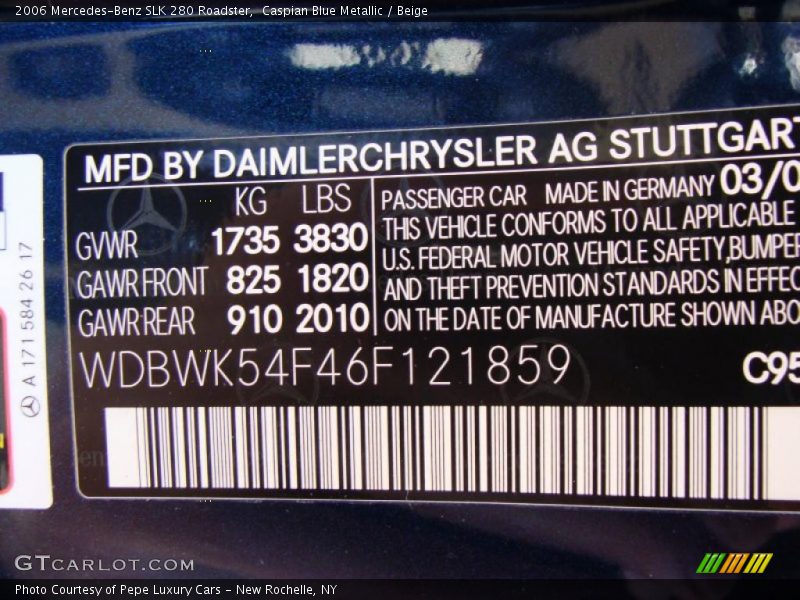 2006 Mercedes-Benz SLK 280 Roadster,  Caspian Blue Metallic / Beige
MFD BY DAIMLERCHRYSLER AG STUTTGART
KG LBS
GVWR 1735 3830
GAWR FRONT 825 1820
GAWR REAR 910 2010
PASSENGER CAR MADE IN GERMANY 03/0
THIS VEHICLE CONFORMS TO ALL APPLICABLE
U.S. FEDERAL MOTOR VEHICLE SAFETY, BUMPER
AND THEFT PREVENTION STANDARDS IN EFFEC
ON THE DATE OF MANUFACTURE SHOWN ABO
WDBWK54F46F121859
C95
A 171 584 26 17
GTCARLOT.COM
Photo Courtesy of Pepe Luxury Cars - New Rochelle, NY